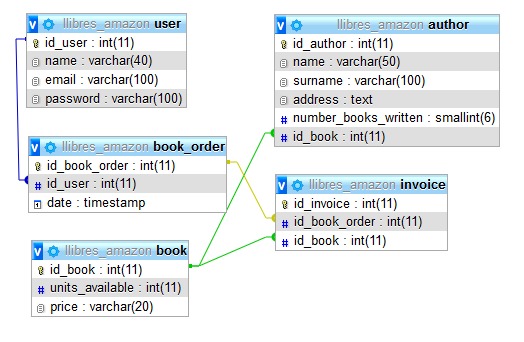 llibres_amazon user
id_user : int(11)
name : varchar(40)
email : varchar(100)
password : varchar(100)
llibres_amazon author
id_author : int(11)
name : varchar(50)
surname : varchar(100)
address : text
number_books_written : smallint(6)
id_book : int(11)
llibres_amazon book_order
id_book_order : int(11)
id_user : int(11)
date : timestamp
llibres_amazon invoice
id_invoice : int(11)
id_book_order : int(11)
id_book : int(11)
llibres_amazon book
id_book : int(11)
units_available : int(11)
price : varchar(20)